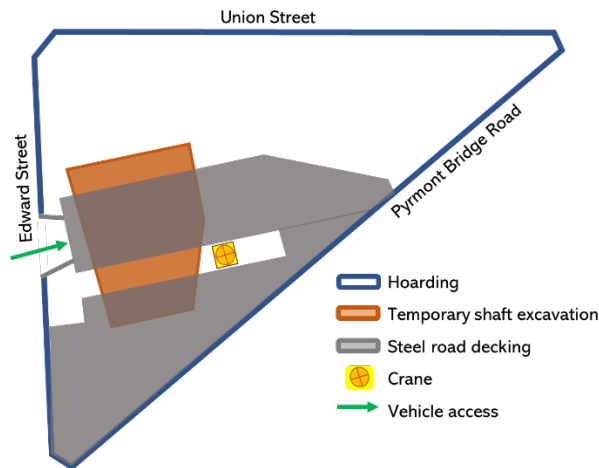 Union Street
Edward Street
Pyrmont Bridge Road
Hoarding
Temporary shaft excavation
Steel road decking
Crane
Vehicle access